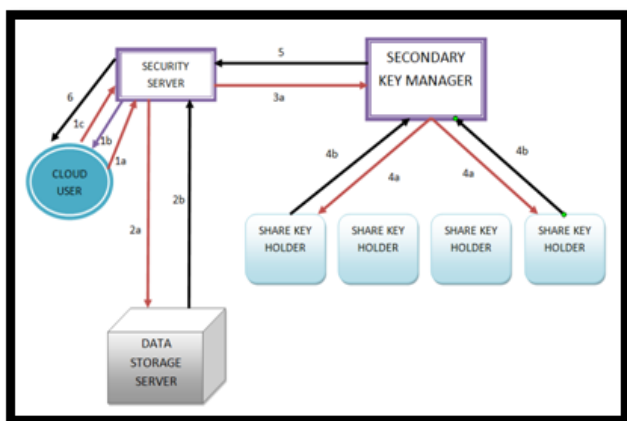 SECURITY
SERVER
5
SECONDARY
KEY MANAGER
6
1c
1b
1a
3a
CLOUD
USER
2a
2b
4b
4a
4a
4b
SHARE KEY
HOLDER
SHARE KEY
HOLDER
SHARE KEY
HOLDER
SHARE KEY
HOLDER
DATA
STORAGE
SERVER